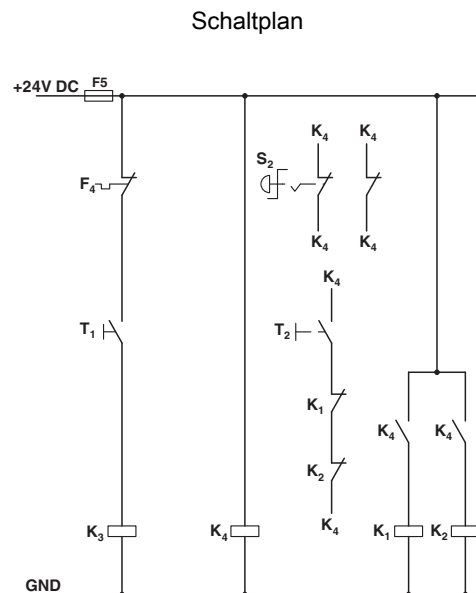 Schaltplan
+24V DC F5
K₄ K₄
S₂
F₄
K₄ K₄
K₄
T₁ T₂
K₁
K₄ K₄
K₂
K₄
K₃ K₄ K₁ K₂
GND